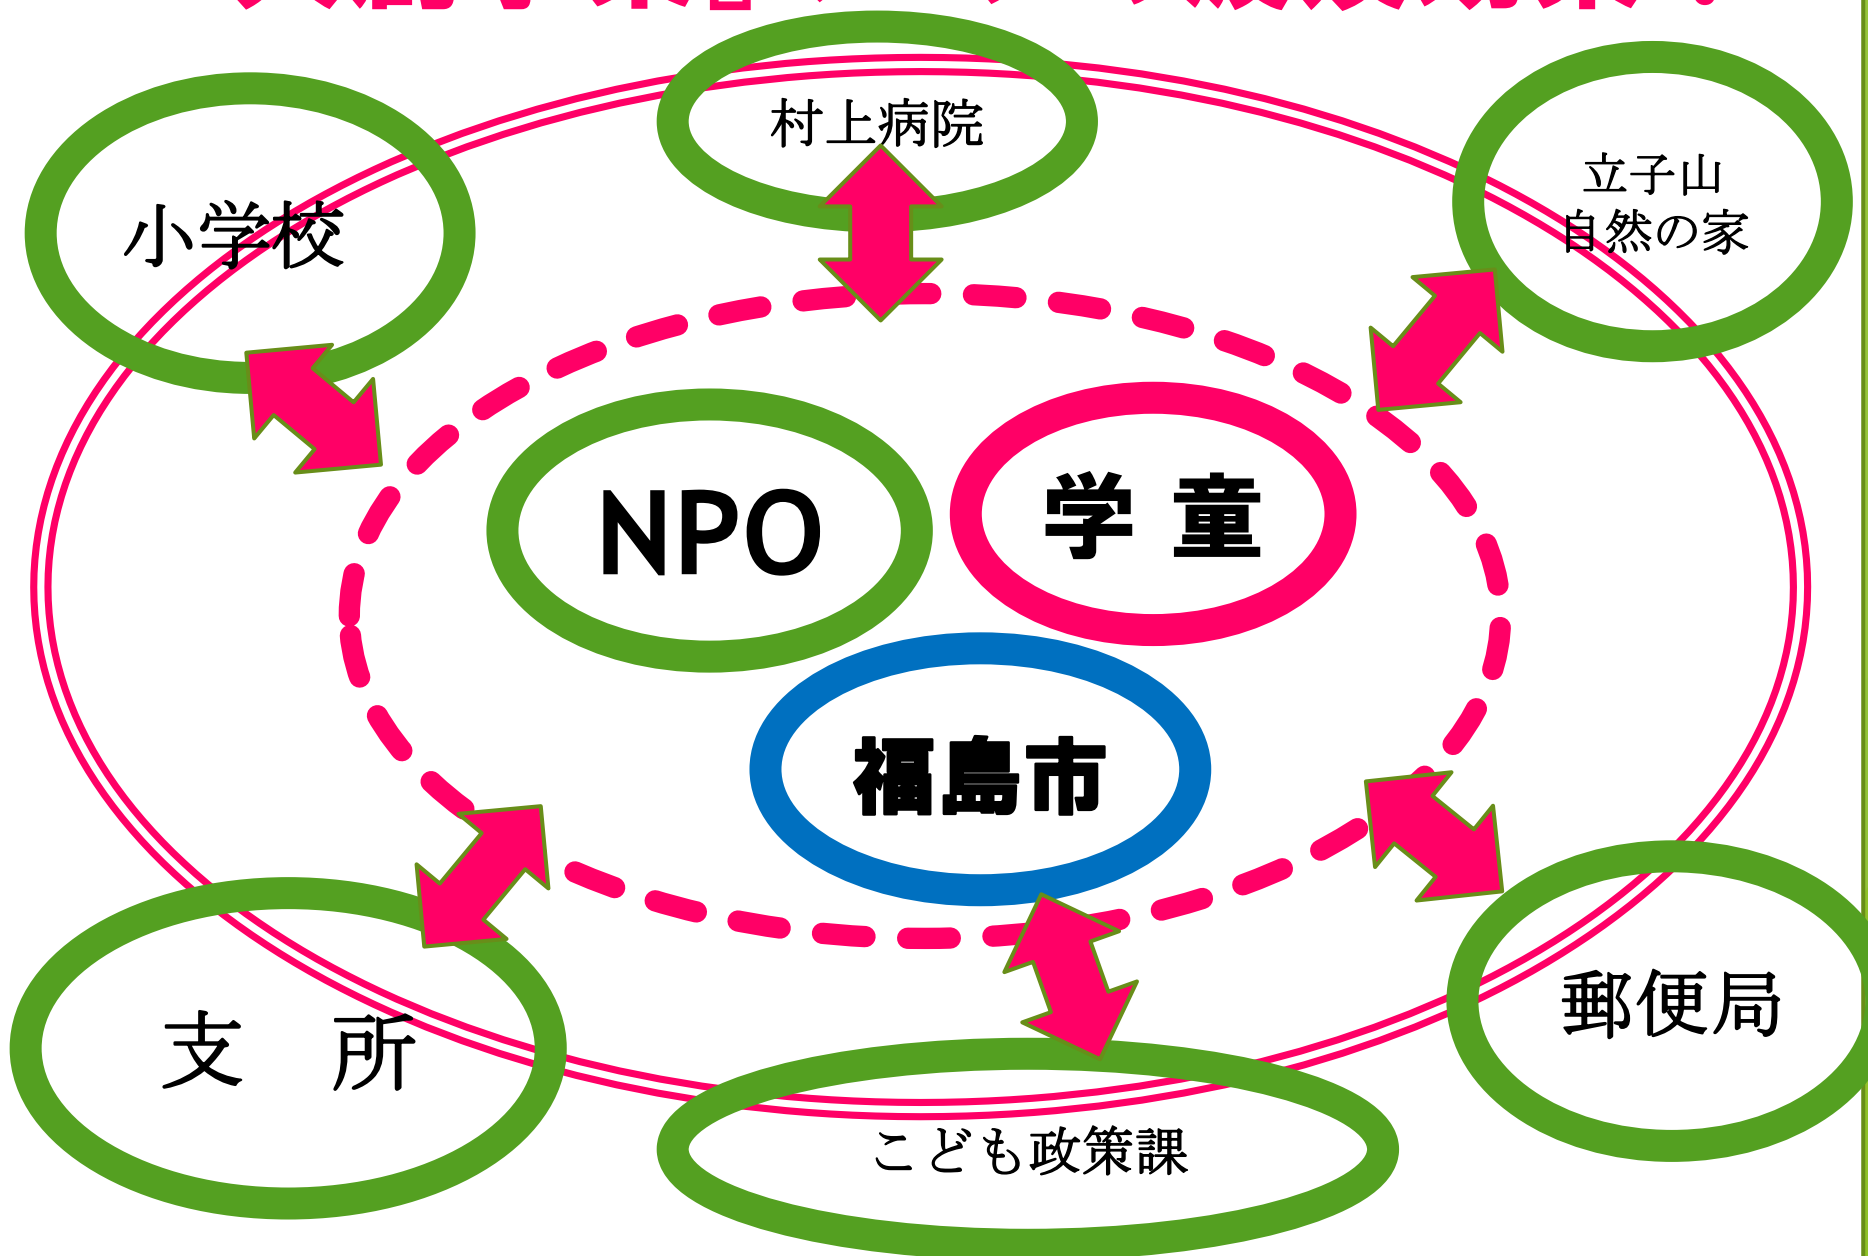 村上病院
小学校
立子山
自然の家
NPO
学 童
福島市
支　所
郵便局
こども政策課